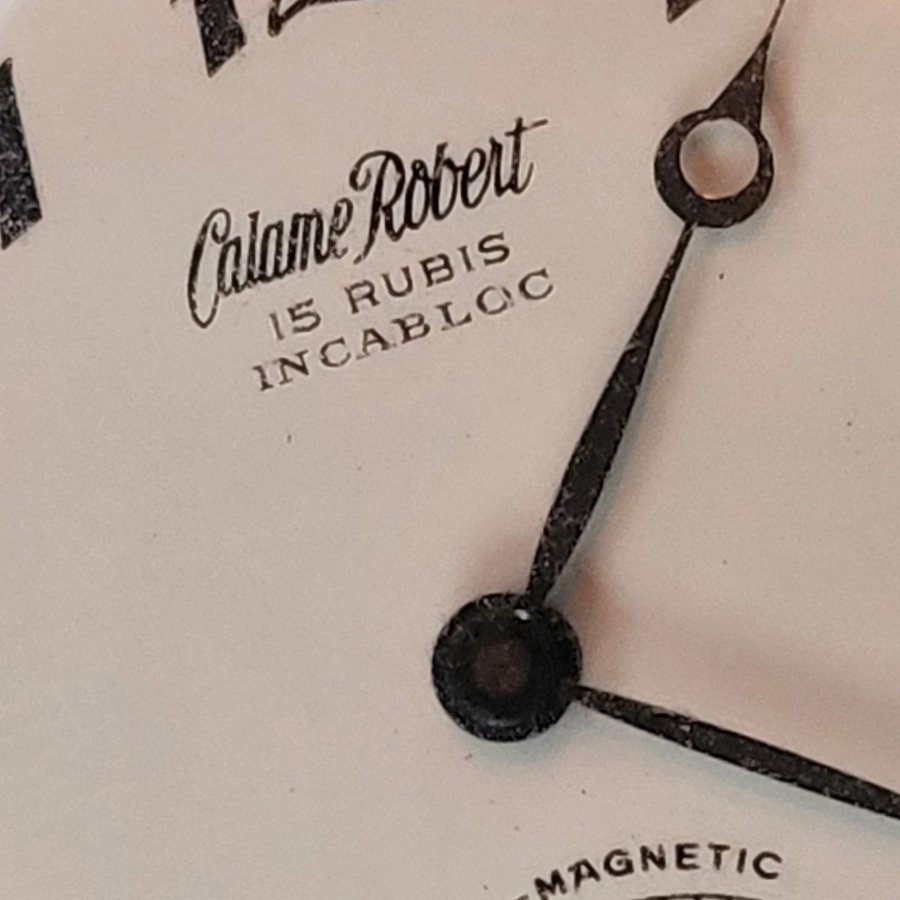 Calame Robert
15 RUBIS
INCABLOC
-MAGNETIC